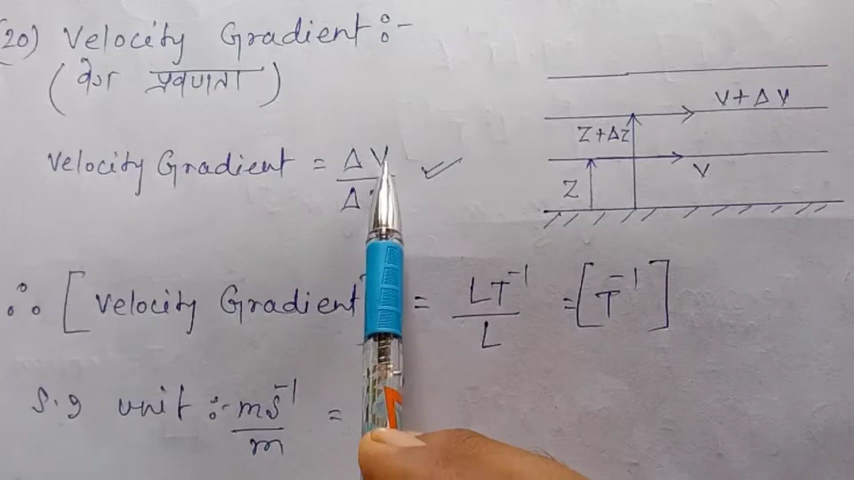 (20) Velocity Gradient :-
(वेग प्रवणता)
V+ΔV
Z+ΔZ
Velocity Gradient = ΔV/Δ ✓
V
Z
∴ [Velocity Gradient] = LT⁻¹/L = [T⁻¹]
S.I unit :- ms⁻¹/m =